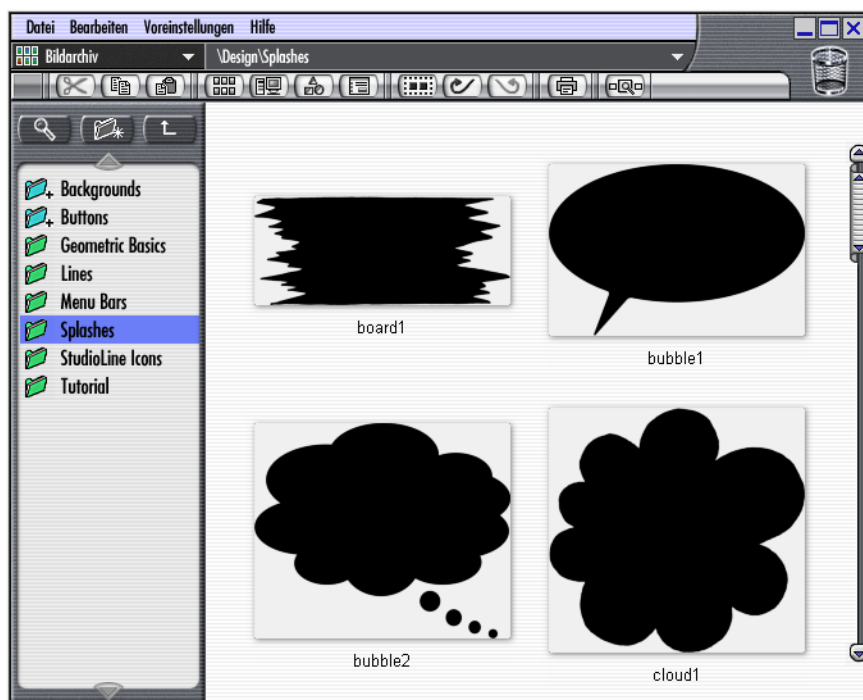 Datei Bearbeiten Voreinstellungen Hilfe
Bildarchiv \Design\Splashes
Backgrounds
Buttons
Geometric Basics
Lines
Menu Bars
Splashes
StudioLine Icons
Tutorial
board1
bubble1
bubble2
cloud1